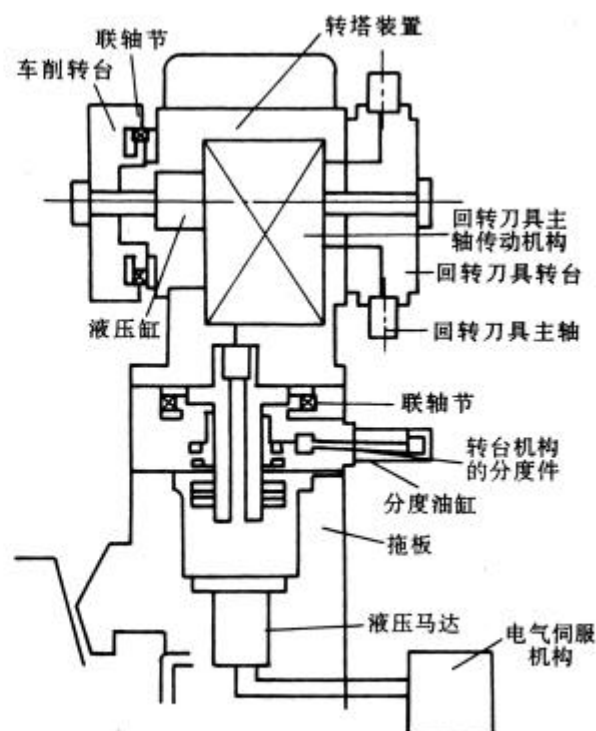 联轴节
转塔装置
车削转台
回转刀具主
轴传动机构
回转刀具转台
液压缸
回转刀具主轴
联轴节
转台机构
的分度件
分度油缸
拖板
液压马达
电气伺服
机构